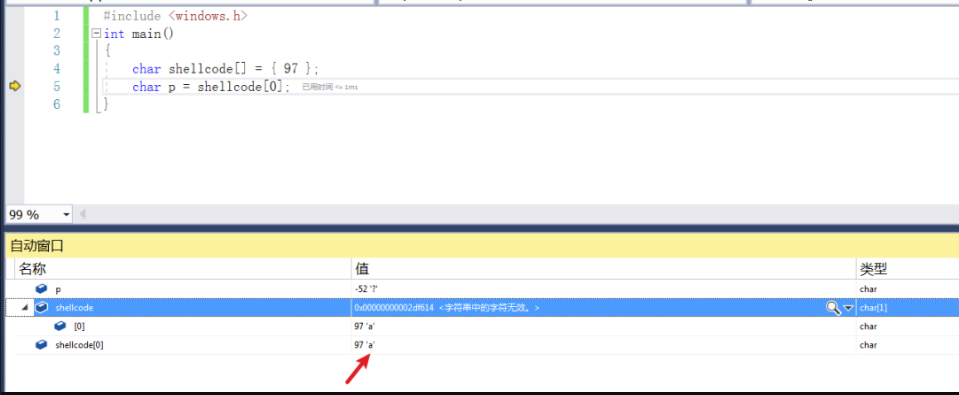 1 #include <windows.h>
2 int main()
3 {
4 char shellcode[] = { 97 };
5 char p = shellcode[0]; 已用时间 <= 1ms
6 }
99 %
自动窗口
名称 值 类型
p -52 '?' char
shellcode 0x00000000002df614 <字符串中的字符无效。> char[1]
[0] 97 'a' char
shellcode[0] 97 'a' char